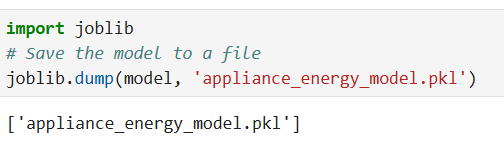 import joblib
# Save the model to a file
joblib.dump(model, 'appliance_energy_model.pkl')
['appliance_energy_model.pkl']